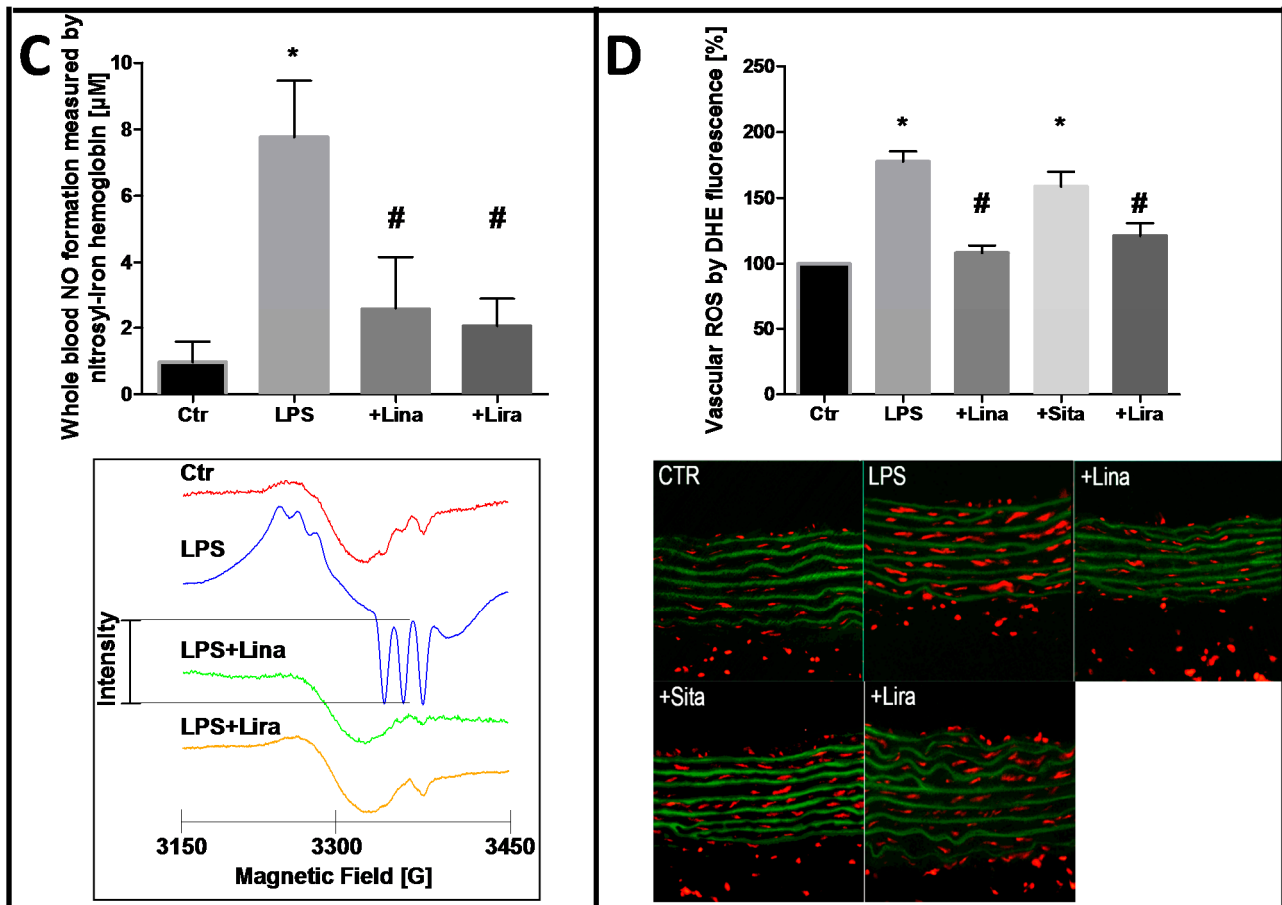 C
Whole blood NO formation measured by
nitrosyl-iron hemoglobin [µM]
10
8
6
4
2
0
*
#
#
Ctr
LPS
+Lina
+Lira
Ctr
LPS
LPS+Lina
LPS+Lira
Intensity
3150
3300
3450
Magnetic Field [G]
D
Vascular ROS by DHE fluorescence [%]
250
200
150
100
50
0
*
#
*
#
Ctr
LPS
+Lina
+Sita
+Lira
CTR
LPS
+Lina
+Sita
+Lira